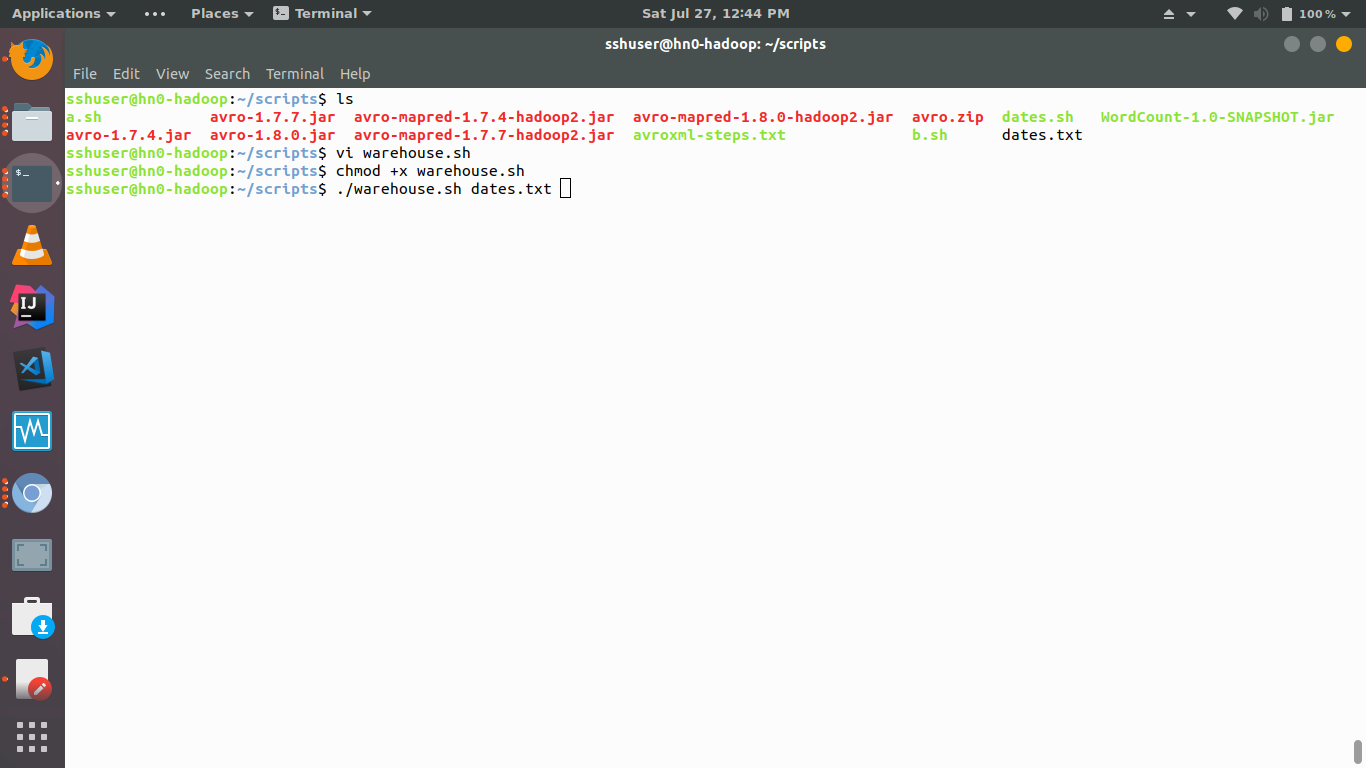 Applications Places Terminal Sat Jul 27, 12:44 PM 100 %
sshuser@hn0-hadoop: ~/scripts
File Edit View Search Terminal Help
sshuser@hn0-hadoop:~/scripts$ ls
a.sh avro-1.7.7.jar avro-mapred-1.7.4-hadoop2.jar avro-mapred-1.8.0-hadoop2.jar avro.zip dates.sh WordCount-1.0-SNAPSHOT.jar
avro-1.7.4.jar avro-1.8.0.jar avro-mapred-1.7.7-hadoop2.jar avroxml-steps.txt b.sh dates.txt
sshuser@hn0-hadoop:~/scripts$ vi warehouse.sh
sshuser@hn0-hadoop:~/scripts$ chmod +x warehouse.sh
sshuser@hn0-hadoop:~/scripts$ ./warehouse.sh dates.txt
$_
IJ